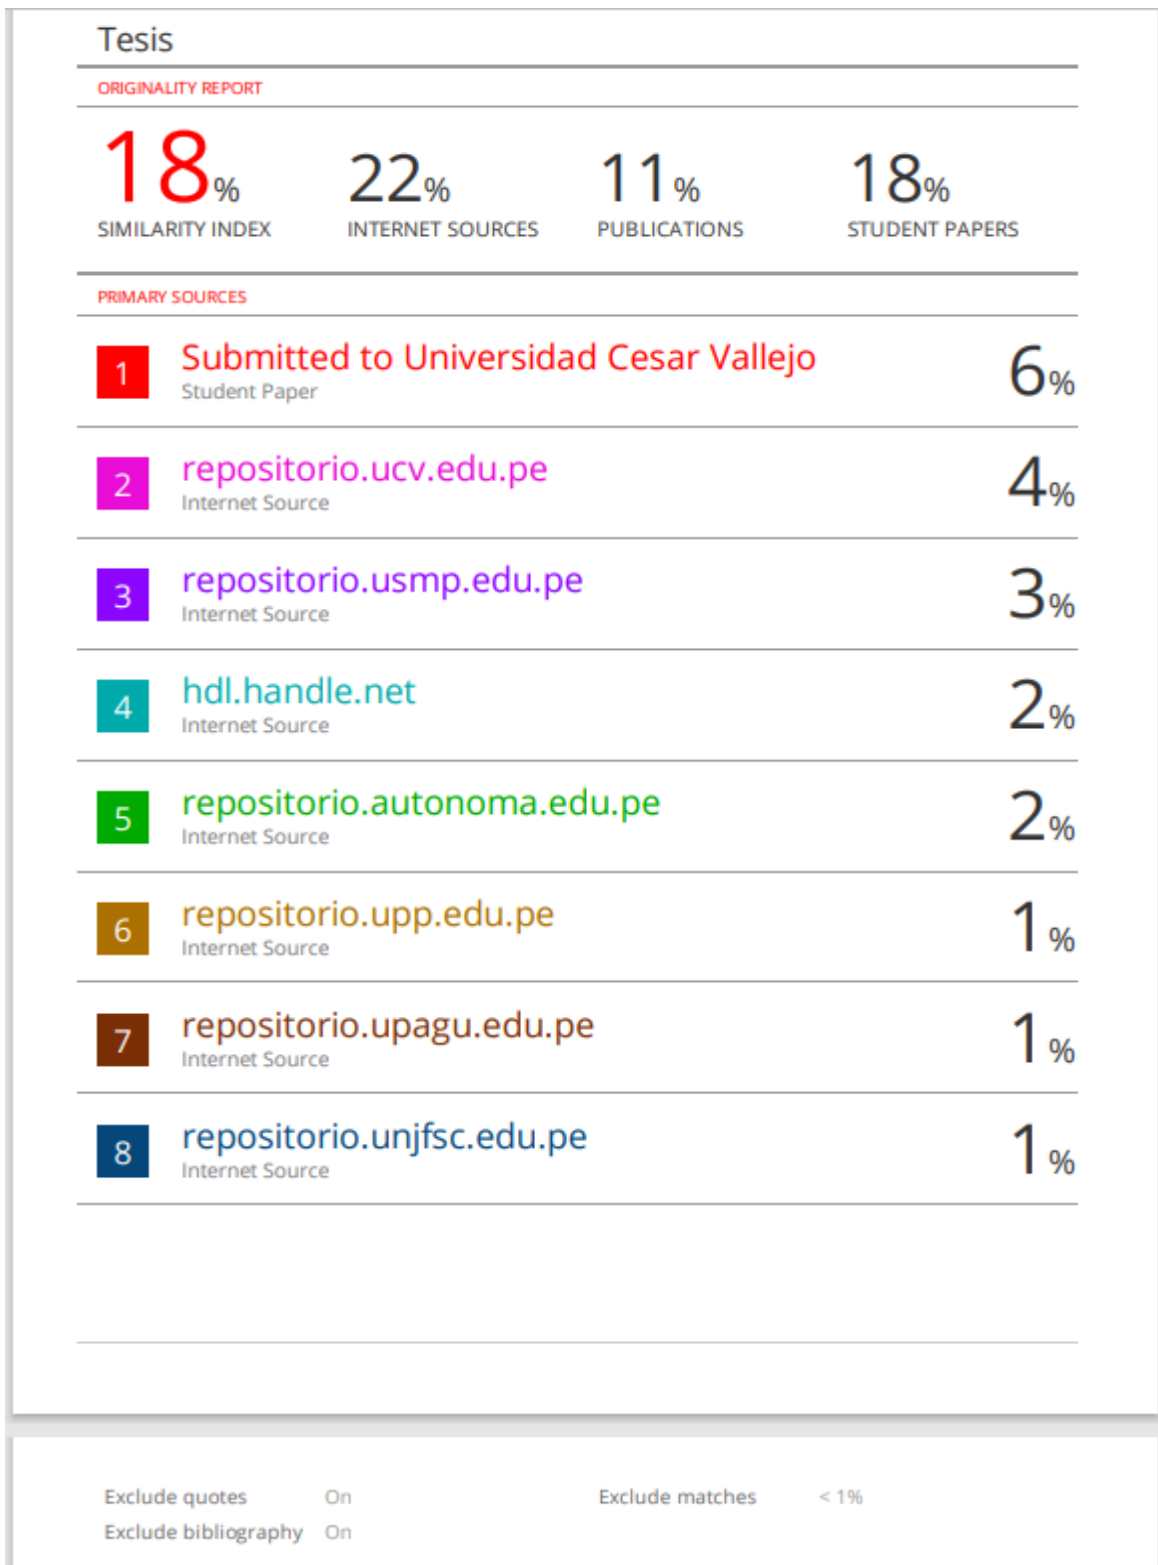 Tesis
ORIGINALITY REPORT
18% 22% 11% 18%
SIMILARITY INDEX INTERNET SOURCES PUBLICATIONS STUDENT PAPERS
PRIMARY SOURCES
1 Submitted to Universidad Cesar Vallejo 6%
Student Paper
2 repositorio.ucv.edu.pe 4%
Internet Source
3 repositorio.usmp.edu.pe 3%
Internet Source
4 hdl.handle.net 2%
Internet Source
5 repositorio.autonoma.edu.pe 2%
Internet Source
6 repositorio.upp.edu.pe 1%
Internet Source
7 repositorio.upagu.edu.pe 1%
Internet Source
8 repositorio.unjfsc.edu.pe 1%
Internet Source
Exclude quotes On Exclude matches < 1%
Exclude bibliography On